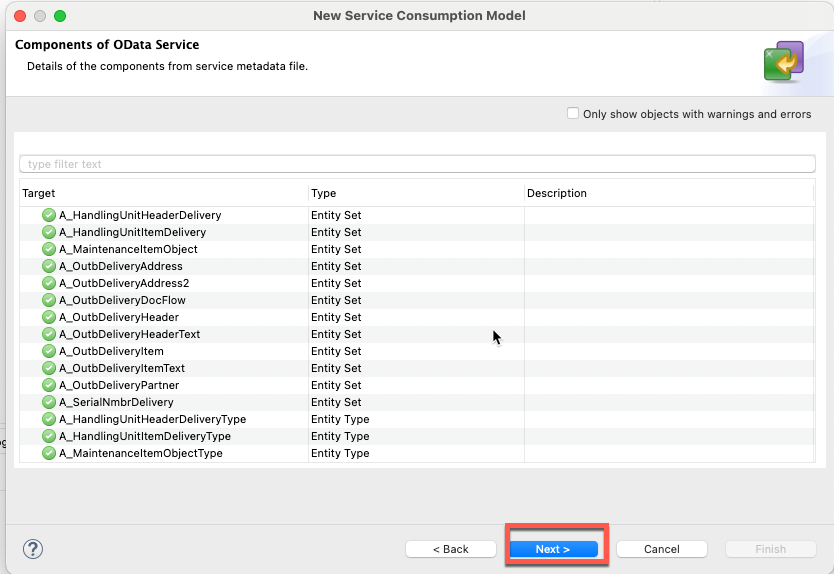 New Service Consumption Model
Components of OData Service
Details of the components from service metadata file.
Only show objects with warnings and errors
type filter text
Target Type Description
A_HandlingUnitHeaderDelivery Entity Set
A_HandlingUnitItemDelivery Entity Set
A_MaintenanceItemObject Entity Set
A_OutbDeliveryAddress Entity Set
A_OutbDeliveryAddress2 Entity Set
A_OutbDeliveryDocFlow Entity Set
A_OutbDeliveryHeader Entity Set
A_OutbDeliveryHeaderText Entity Set
A_OutbDeliveryItem Entity Set
A_OutbDeliveryItemText Entity Set
A_OutbDeliveryPartner Entity Set
A_SerialNmbrDelivery Entity Set
A_HandlingUnitHeaderDeliveryType Entity Type
A_HandlingUnitItemDeliveryType Entity Type
A_MaintenanceItemObjectType Entity Type
? < Back Next > Cancel Finish